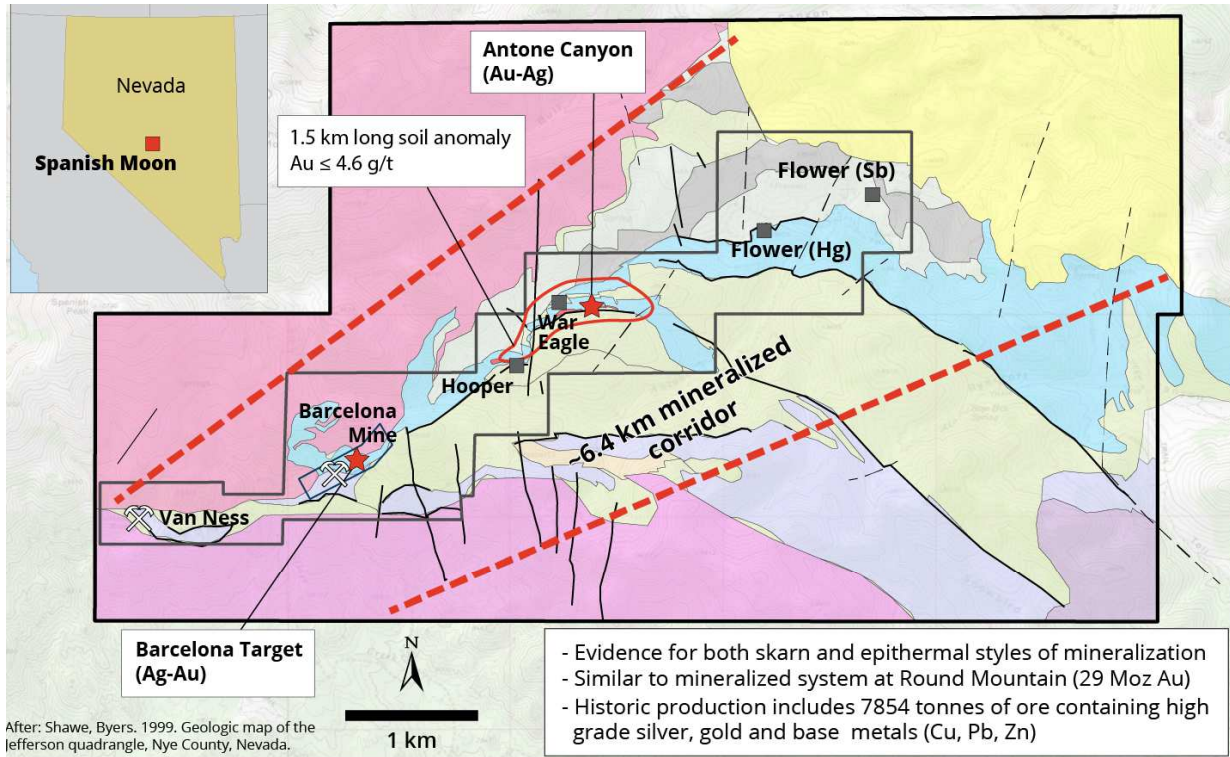 Nevada
Spanish Moon
Antone Canyon
(Au-Ag)
1.5 km long soil anomaly
Au ≤ 4.6 g/t
Flower (Sb)
Flower (Hg)
War
Eagle
Hooper
Barcelona
Mine
~6.4 km mineralized
corridor
Van Ness
Barcelona Target
(Ag-Au)
N
1 km
After: Shawe, Byers. 1999. Geologic map of the
Jefferson quadrangle, Nye County, Nevada.
- Evidence for both skarn and epithermal styles of mineralization
- Similar to mineralized system at Round Mountain (29 Moz Au)
- Historic production includes 7854 tonnes of ore containing high
grade silver, gold and base metals (Cu, Pb, Zn)